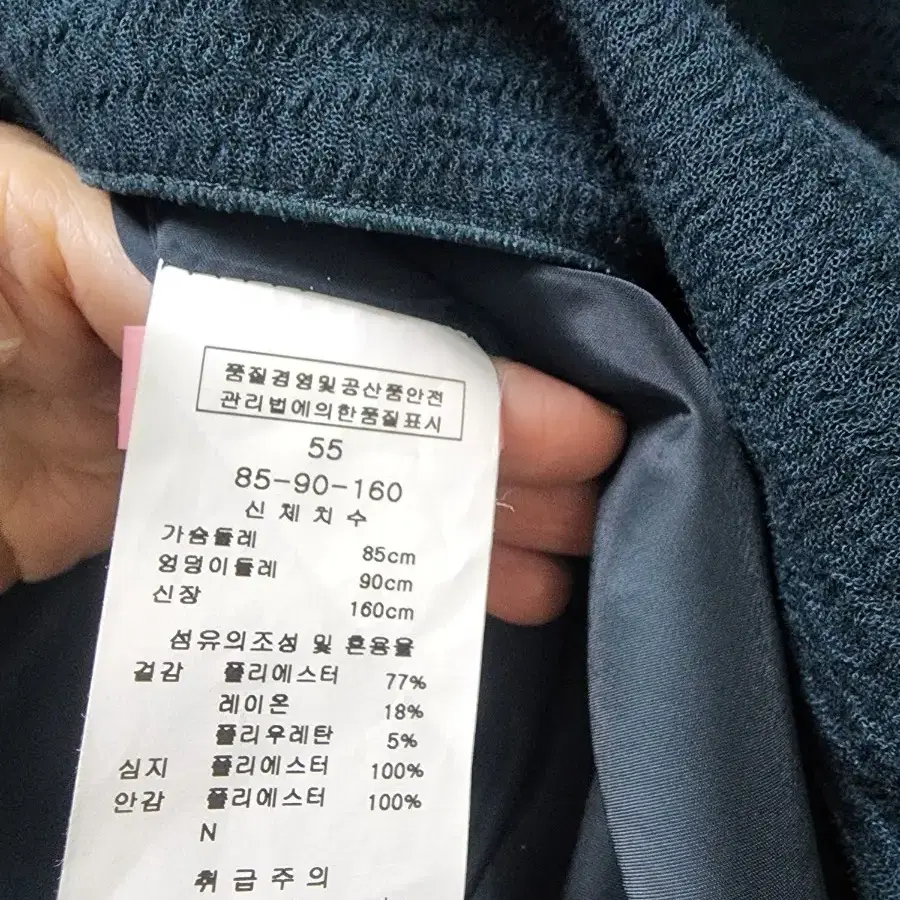 품질경영및공산품안전
관리법에의한품질표시
55
85-90-160
신체치수
가슴둘레 85cm
엉덩이둘레 90cm
신장 160cm
섬유의조성 및 혼용율
겉감 폴리에스터 77%
레이온 18%
폴리우레탄 5%
심지 폴리에스터 100%
안감 폴리에스터 100%
N
취급주의